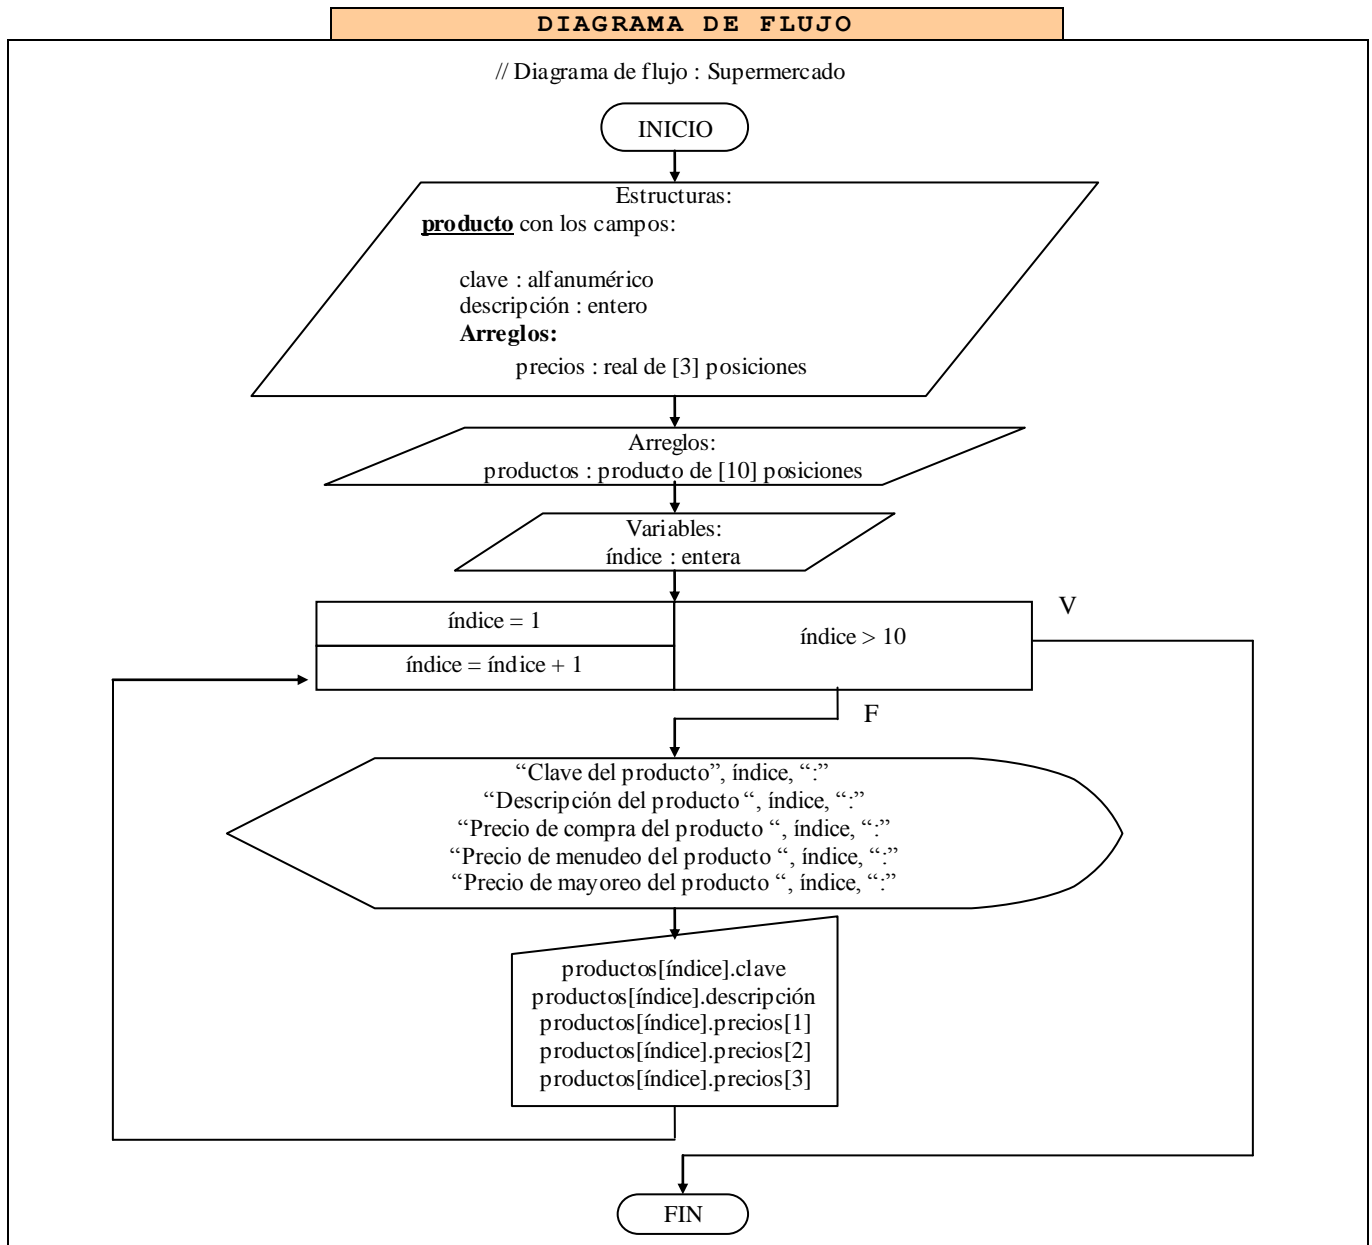 DIAGRAMA DE FLUJO
// Diagrama de flujo : Supermercado
INICIO
Estructuras:
producto con los campos:
clave : alfanumérico
descripción : entero
Arreglos:
precios : real de [3] posiciones
Arreglos:
productos : producto de [10] posiciones
Variables:
índice : entera
índice = 1
índice = índice + 1
índice > 10
V
F
“Clave del producto”, índice, “:”
“Descripción del producto “, índice, “:”
“Precio de compra del producto “, índice, “:”
“Precio de menudeo del producto “, índice, “:”
“Precio de mayoreo del producto “, índice, “:”
productos[índice].clave
productos[índice].descripción
productos[índice].precios[1]
productos[índice].precios[2]
productos[índice].precios[3]
FIN